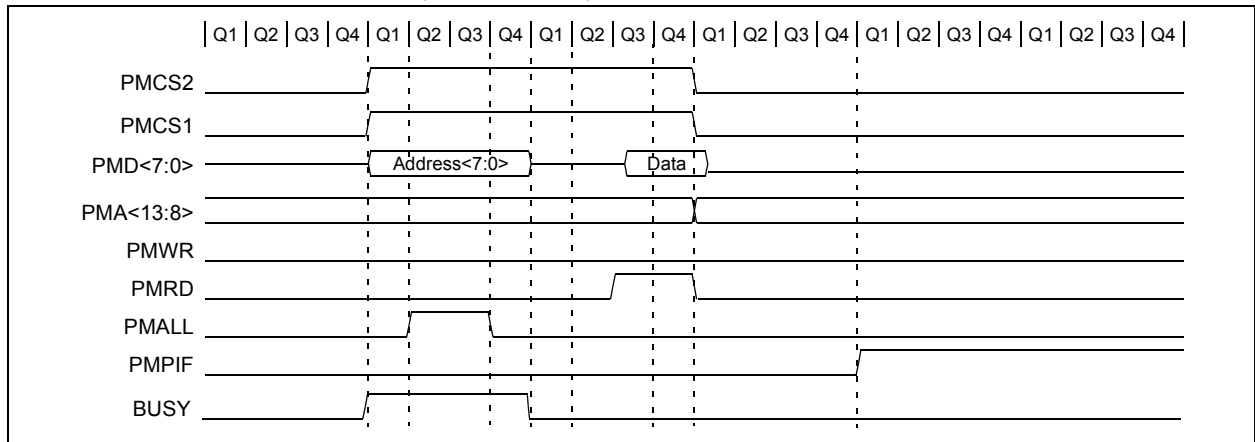 Q1 Q2 Q3 Q4 Q1 Q2 Q3 Q4 Q1 Q2 Q3 Q4 Q1 Q2 Q3 Q4 Q1 Q2 Q3 Q4 Q1 Q2 Q3 Q4
PMCS2
PMCS1
PMD<7:0> Address<7:0> Data
PMA<13:8>
PMWR
PMRD
PMALL
PMPIF
BUSY